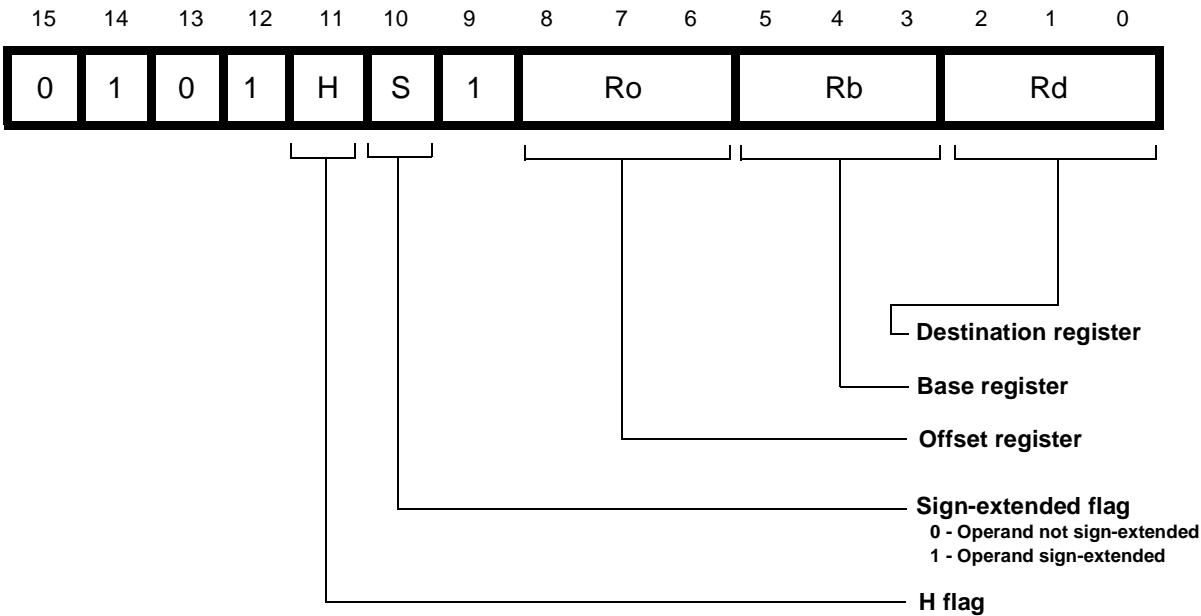 15 14 13 12 11 10 9 8 7 6 5 4 3 2 1 0
0 1 0 1 H S 1 Ro Rb Rd
Destination register
Base register
Offset register
Sign-extended flag
0 - Operand not sign-extended
1 - Operand sign-extended
H flag